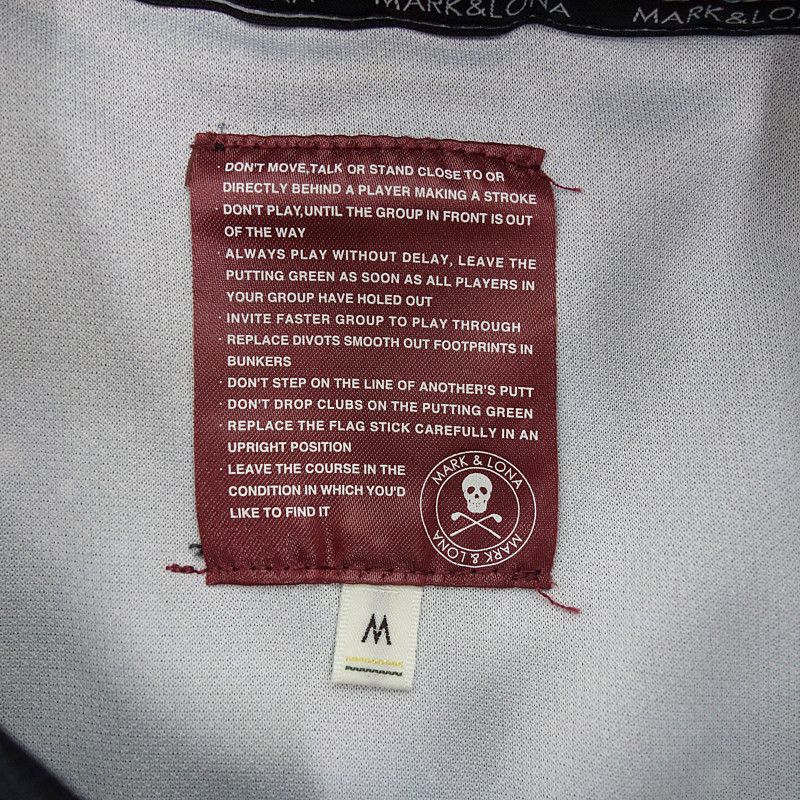 MARK&LONA
MARK&LONA
· DON'T MOVE,TALK OR STAND CLOSE TO OR
DIRECTLY BEHIND A PLAYER MAKING A STROKE
· DON'T PLAY,UNTIL THE GROUP IN FRONT IS OUT
OF THE WAY
· ALWAYS PLAY WITHOUT DELAY, LEAVE THE
PUTTING GREEN AS SOON AS ALL PLAYERS IN
YOUR GROUP HAVE HOLED OUT
· INVITE FASTER GROUP TO PLAY THROUGH
· REPLACE DIVOTS SMOOTH OUT FOOTPRINTS IN
BUNKERS
· DON'T STEP ON THE LINE OF ANOTHER'S PUTT
· DON'T DROP CLUBS ON THE PUTTING GREEN
· REPLACE THE FLAG STICK CAREFULLY IN AN
UPRIGHT POSITION
· LEAVE THE COURSE IN THE
CONDITION IN WHICH YOU'D
LIKE TO FIND IT
MARK & LONA
MARK & LONA
M